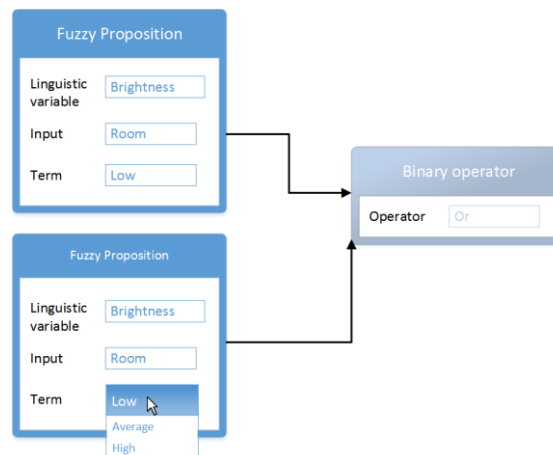 Fuzzy Proposition
Linguistic variable Brightness
Input Room
Term Low
Binary operator
Operator Or
Fuzzy Proposition
Linguistic variable Brightness
Input Room
Term Low
Average
High